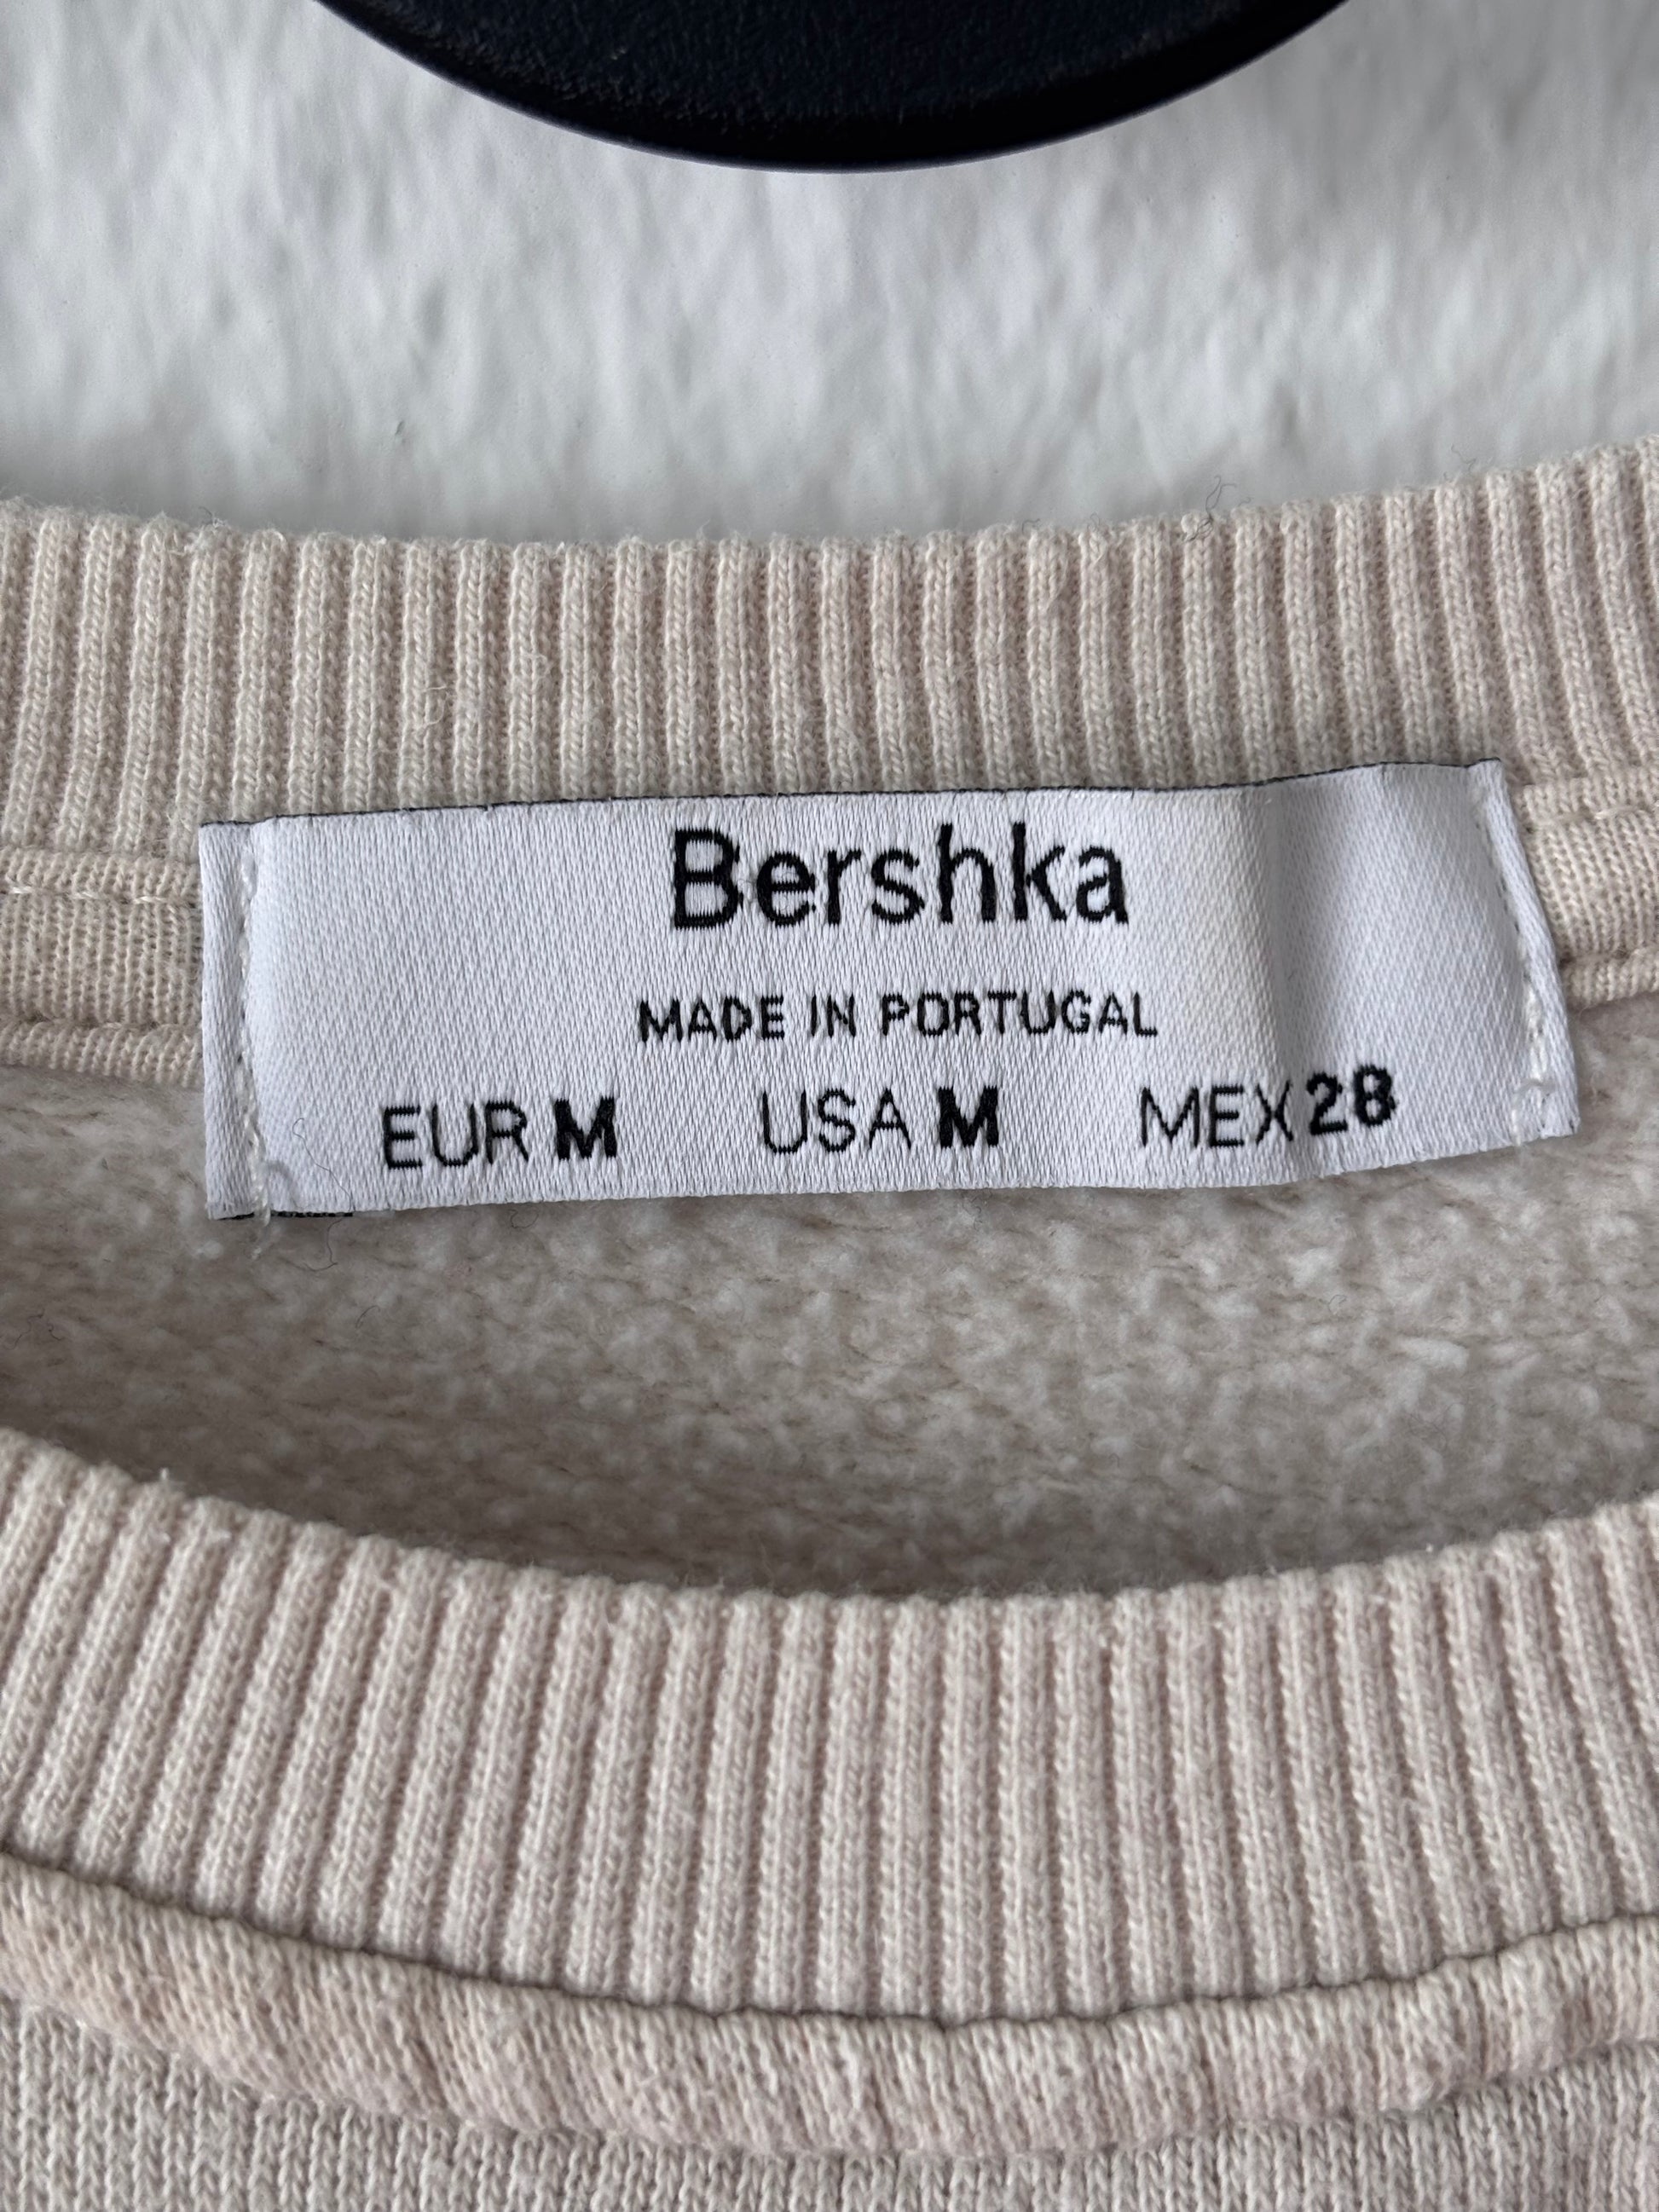 Bershka
MADE IN PORTUGAL
EUR M USA M MEX 28